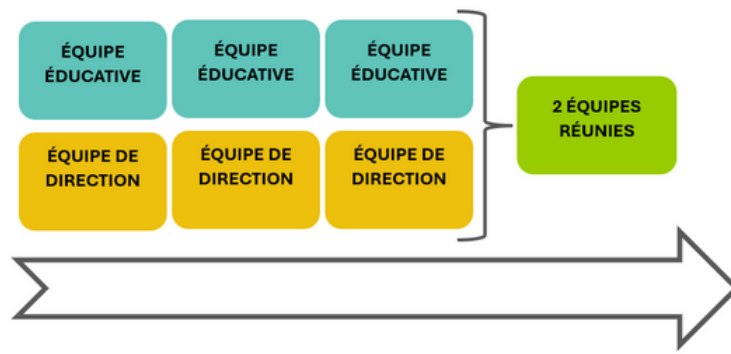 ÉQUIPE
ÉDUCATIVE
ÉQUIPE
ÉDUCATIVE
ÉQUIPE
ÉDUCATIVE
ÉQUIPE DE
DIRECTION
ÉQUIPE DE
DIRECTION
ÉQUIPE DE
DIRECTION
2 ÉQUIPES
RÉUNIES